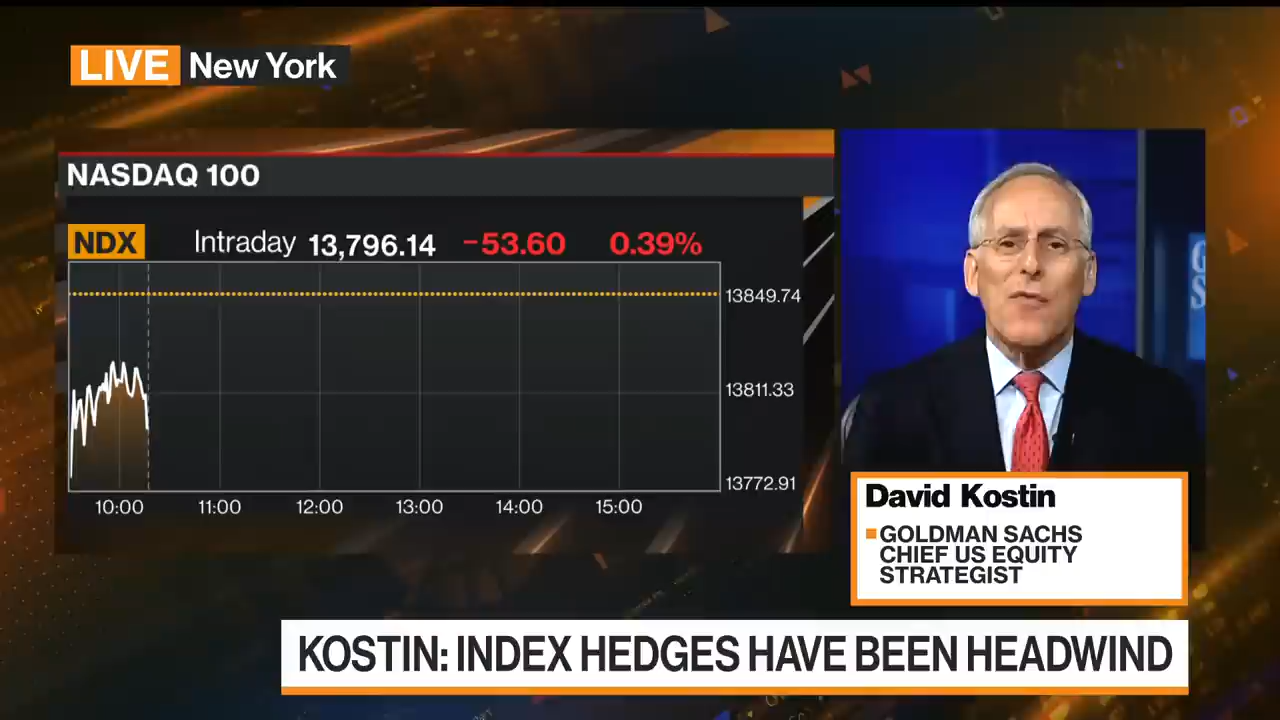 LIVE New York
NASDAQ 100
NDX Intraday 13,796.14 -53.60 0.39%
13849.74
13811.33
13772.91
10:00 11:00 12:00 13:00 14:00 15:00
G
S
David Kostin
GOLDMAN SACHS
CHIEF US EQUITY
STRATEGIST
KOSTIN: INDEX HEDGES HAVE BEEN HEADWIND